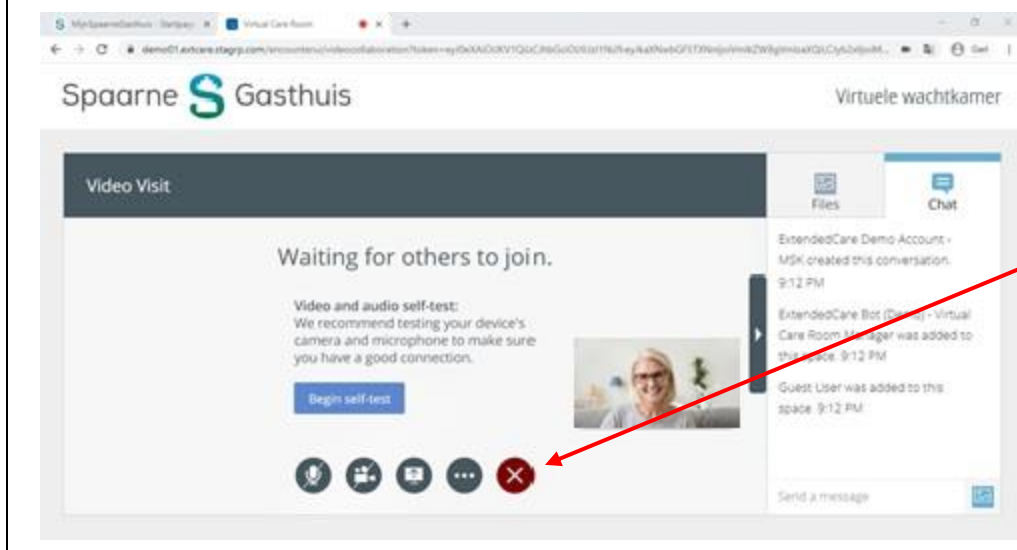 Virtual Care Room
Spaarne Gasthuis
Virtuele wachtkamer
Video Visit
Files
Chat
Waiting for others to join.
Video and audio self-test:
We recommend testing your device's
camera and microphone to make sure
you have a good connection.
Begin self-test
ExtendedCare Demo Account -
MSK created this conversation.
9:12 PM
ExtendedCare Bot (Demo) - Virtual
Care Room Manager was added to
this space. 9:12 PM
Guest User was added to this
space. 9:12 PM
Send a message